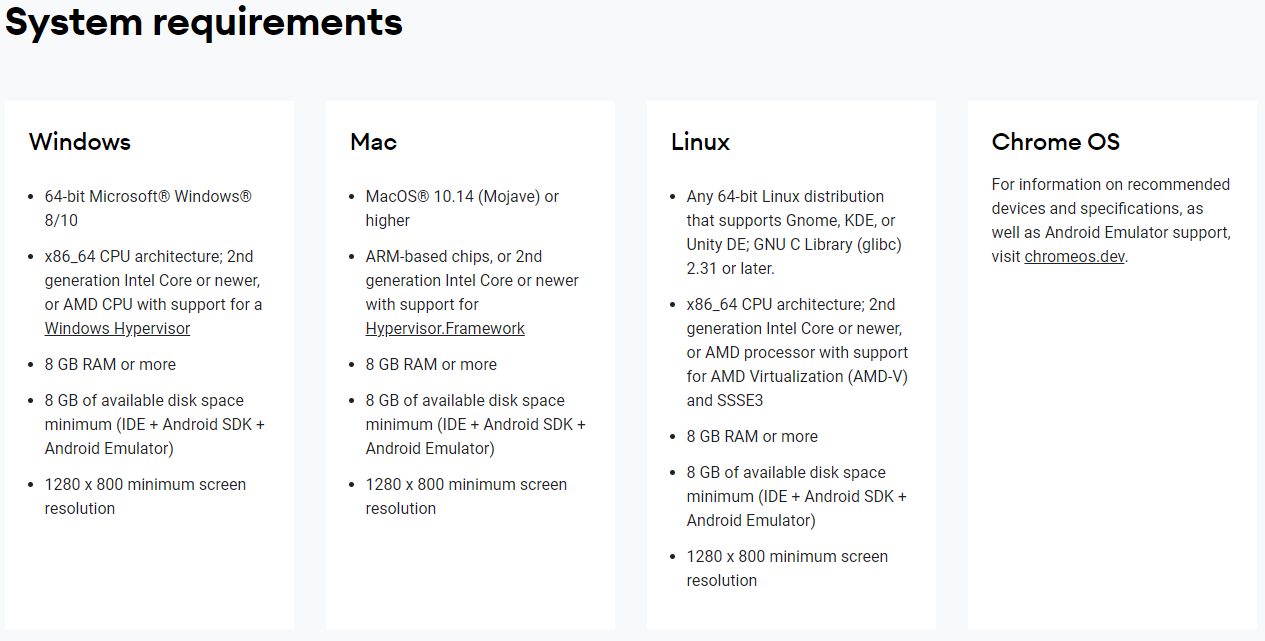 System requirements
Windows
• 64-bit Microsoft® Windows®
8/10
• x86_64 CPU architecture; 2nd
generation Intel Core or newer,
or AMD CPU with support for a
Windows Hypervisor
• 8 GB RAM or more
• 8 GB of available disk space
minimum (IDE + Android SDK +
Android Emulator)
• 1280 x 800 minimum screen
resolution
Mac
• MacOS® 10.14 (Mojave) or
higher
• ARM-based chips, or 2nd
generation Intel Core or newer
with support for
Hypervisor.Framework
• 8 GB RAM or more
• 8 GB of available disk space
minimum (IDE + Android SDK +
Android Emulator)
• 1280 x 800 minimum screen
resolution
Linux
• Any 64-bit Linux distribution
that supports Gnome, KDE, or
Unity DE; GNU C Library (glibc)
2.31 or later.
• x86_64 CPU architecture; 2nd
generation Intel Core or newer,
or AMD processor with support
for AMD Virtualization (AMD-V)
and SSSE3
• 8 GB RAM or more
• 8 GB of available disk space
minimum (IDE + Android SDK +
Android Emulator)
• 1280 x 800 minimum screen
resolution
Chrome OS
For information on recommended
devices and specifications, as
well as Android Emulator support,
visit chromeos.dev.